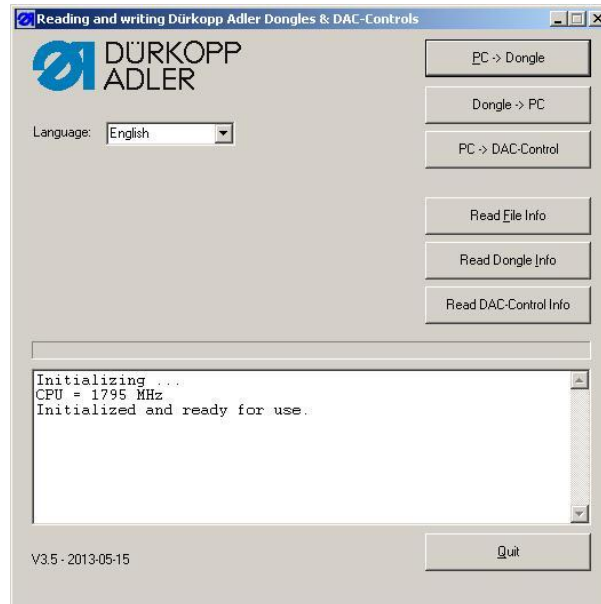 Reading and writing Dürkopp Adler Dongles & DAC-Controls
DÜRKOPP
ADLER
Language: English
PC -> Dongle
Dongle -> PC
PC -> DAC-Control
Read File Info
Read Dongle Info
Read DAC-Control Info
Initializing ...
CPU = 1795 MHz
Initialized and ready for use.
V3.5 - 2013-05-15
Quit